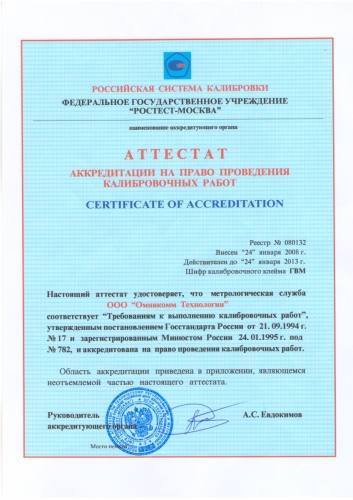 РОССИЙСКАЯ СИСТЕМА КАЛИБРОВКИ
ФЕДЕРАЛЬНОЕ ГОСУДАРСТВЕННОЕ УЧРЕЖДЕНИЕ
"РОСТЕСТ-МОСКВА"
наименование аккредитующего органа
АТТЕСТАТ
АККРЕДИТАЦИИ НА ПРАВО ПРОВЕДЕНИЯ
КАЛИБРОВОЧНЫХ РАБОТ
CERTIFICATE OF ACCREDITATION
Реестр № 080132
Внесен "24" января 2008 г.
Действителен до "24" января 2013 г.
Шифр калибровочного клейма ГВМ
Настоящий аттестат удостоверяет, что метрологическая служба
ООО "Омникомм Технологии"
соответствует "Требованиям к выполнению калибровочных работ",
утвержденным постановлением Госстандарта России от 21.09.1994 г.
№ 17 и зарегистрированным Минюстом России 24.01.1995 г. под
№ 782, и аккредитована на право проведения калибровочных работ.
Область аккредитации приведена в приложении, являющемся
неотъемлемой частью настоящего аттестата.
Руководитель А.С. Евдокимов
аккредитующего органа
Место печати